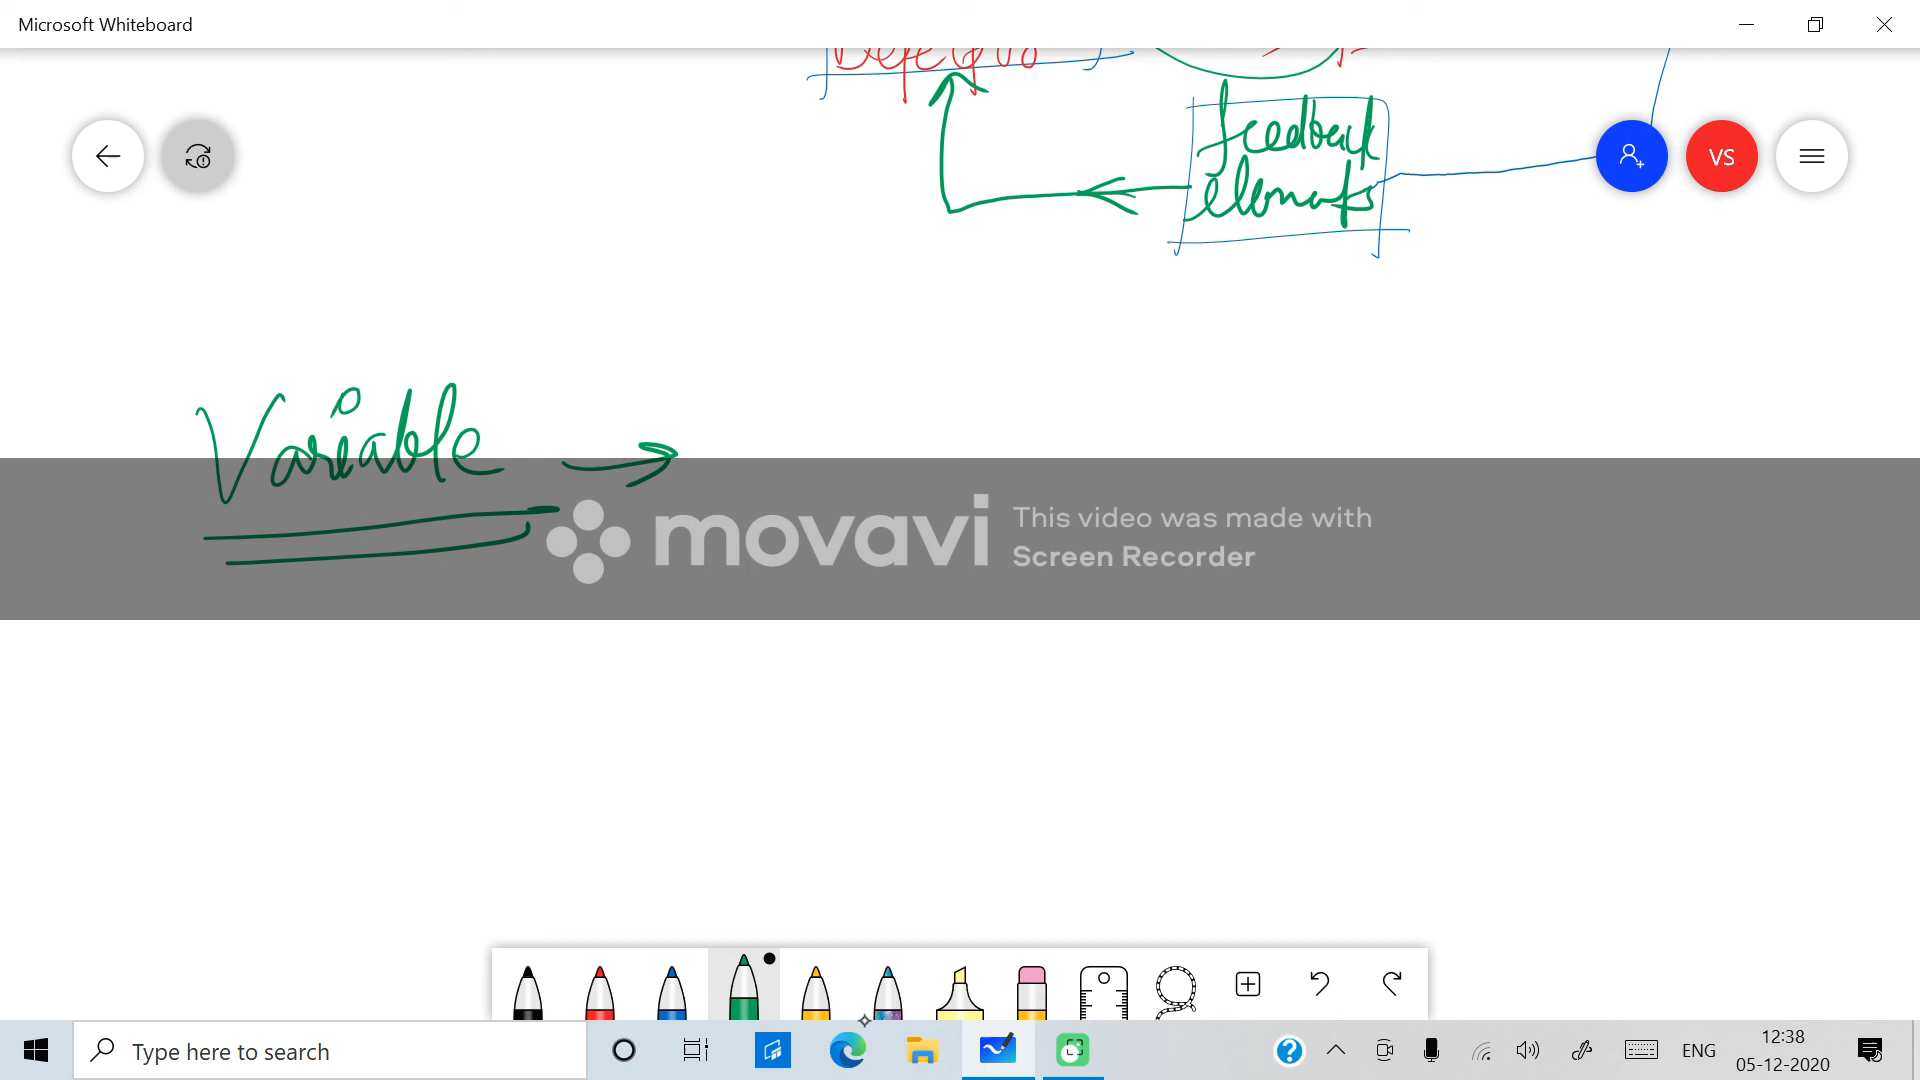 Microsoft Whiteboard
VS
feedback
elements
Variable →
movavi
This video was made with
Screen Recorder
Type here to search
ENG
12:38
05-12-2020